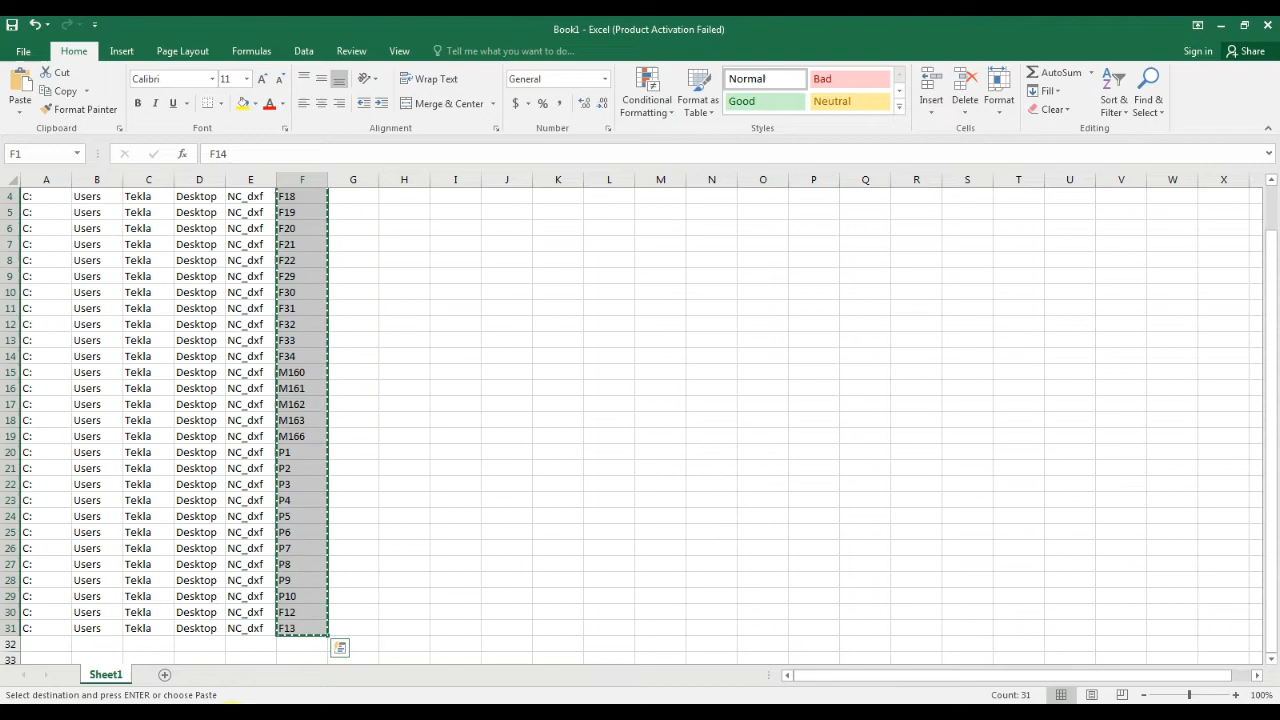 Book1 - Excel (Product Activation Failed)
File Home Insert Page Layout Formulas Data Review View Tell me what you want to do... Sign in Share
Paste Cut Copy Format Painter Clipboard
Calibri 11 A A B I U A Font
Wrap Text Merge & Center Alignment
General $ % , Number
Conditional Formatting Format as Table Normal Bad Good Neutral Styles
Insert Delete Format Cells
AutoSum Fill Clear Sort & Filter Find & Select Editing
F1 fx F14
A B C D E F G H I J K L M N O P Q R S T U V W X
4 C: Users Tekla Desktop NC_dxf F18
5 C: Users Tekla Desktop NC_dxf F19
6 C: Users Tekla Desktop NC_dxf F20
7 C: Users Tekla Desktop NC_dxf F21
8 C: Users Tekla Desktop NC_dxf F22
9 C: Users Tekla Desktop NC_dxf F29
10 C: Users Tekla Desktop NC_dxf F30
11 C: Users Tekla Desktop NC_dxf F31
12 C: Users Tekla Desktop NC_dxf F32
13 C: Users Tekla Desktop NC_dxf F33
14 C: Users Tekla Desktop NC_dxf F34
15 C: Users Tekla Desktop NC_dxf M160
16 C: Users Tekla Desktop NC_dxf M161
17 C: Users Tekla Desktop NC_dxf M162
18 C: Users Tekla Desktop NC_dxf M163
19 C: Users Tekla Desktop NC_dxf M166
20 C: Users Tekla Desktop NC_dxf P1
21 C: Users Tekla Desktop NC_dxf P2
22 C: Users Tekla Desktop NC_dxf P3
23 C: Users Tekla Desktop NC_dxf P4
24 C: Users Tekla Desktop NC_dxf P5
25 C: Users Tekla Desktop NC_dxf P6
26 C: Users Tekla Desktop NC_dxf P7
27 C: Users Tekla Desktop NC_dxf P8
28 C: Users Tekla Desktop NC_dxf P9
29 C: Users Tekla Desktop NC_dxf P10
30 C: Users Tekla Desktop NC_dxf F12
31 C: Users Tekla Desktop NC_dxf F13
32
33
Sheet1
Select destination and press ENTER or choose Paste Count: 31 100%